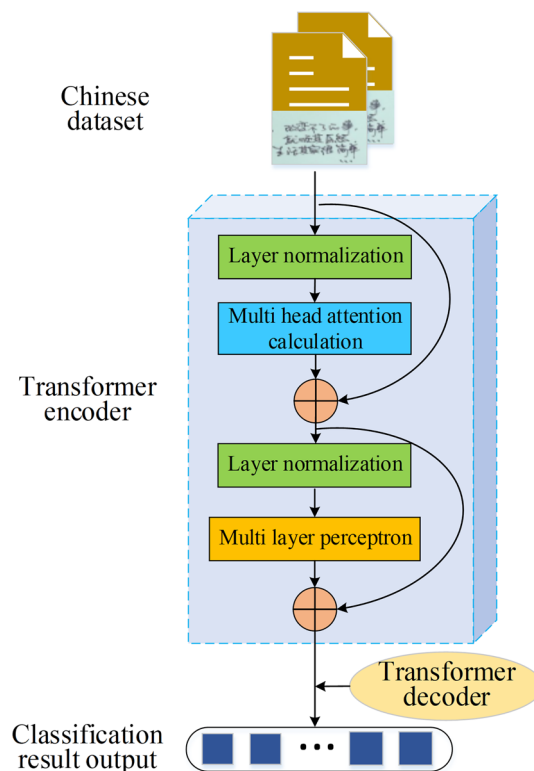 Chinese
dataset
Layer normalization
Multi head attention
calculation
Transformer
encoder
Layer normalization
Multi layer perceptron
Transformer
decoder
Classification
result output